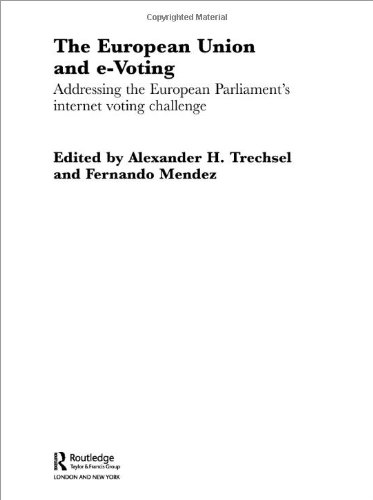 Copyrighted Material
The European Union
and e-Voting
Addressing the European Parliament's
internet voting challenge
Edited by Alexander H. Trechsel
and Fernando Mendez
R
Routledge
Taylor & Francis Group
LONDON AND NEW YORK